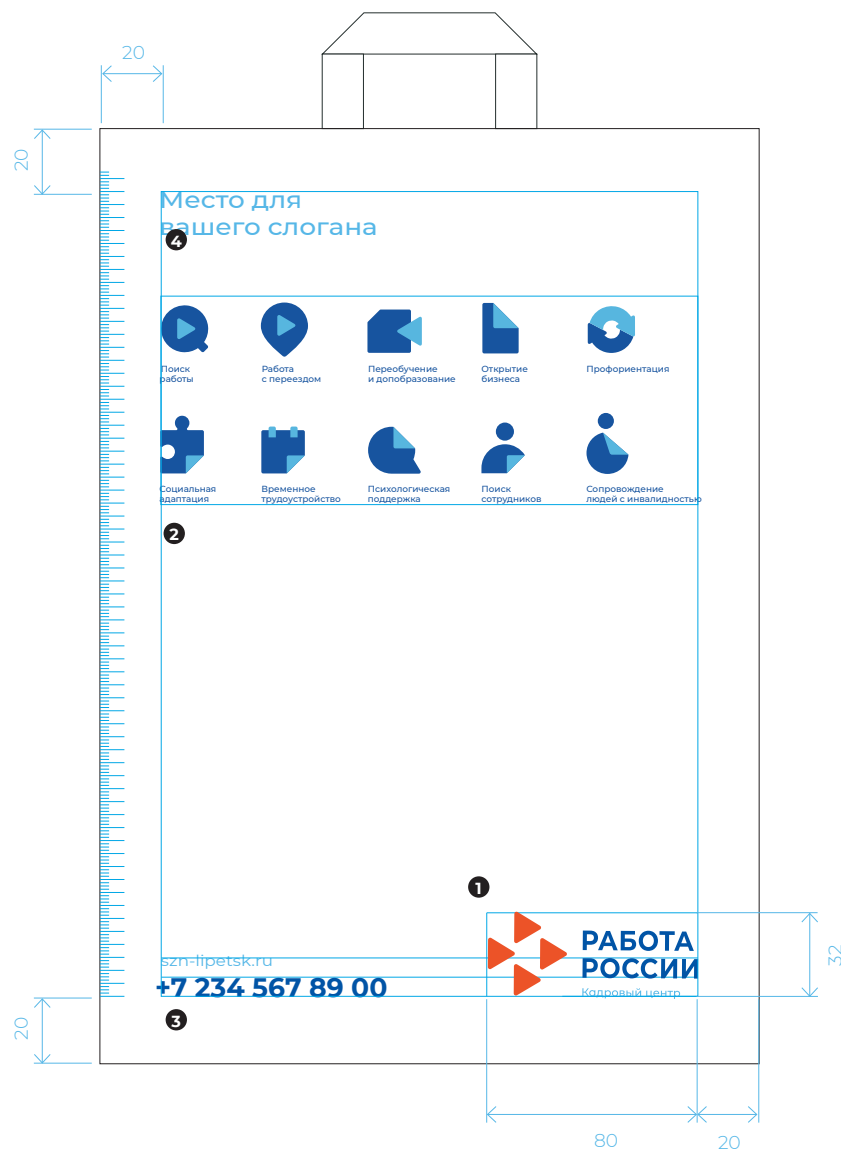 20
20
Место для
вашего слогана
4
Поиск
работы
Работа
с переездом
Переобучение
и допобразование
Открытие
бизнеса
Профориентация
Социальная
адаптация
Временное
трудоустройство
Психологическая
поддержка
Поиск
сотрудников
Сопровождение
людей с инвалидностью
2
1
РАБОТА
РОССИИ
Кадровый центр
32
szn-lipetsk.ru
+7 234 567 89 00
3
20
80
20